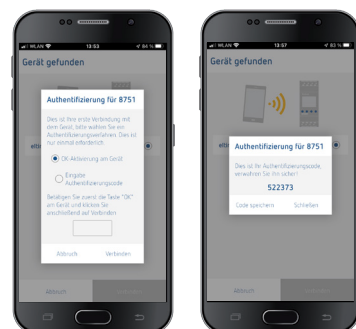 WLAN 13:53 84 %
Gerät gefunden
Authentifizierung für 8751
Dies ist Ihre erste Verbindung mit
dem Gerät, bitte wählen Sie ein
Authentifizierungsverfahren. Dies ist
nur einmal erforderlich.
OK-Aktivierung am Gerät
Eingabe
Authentifizierungscode
Betätigen Sie zuerst die Taste "OK"
am Gerät und klicken Sie
anschließend auf Verbinden
Abbruch Verbinden
Abbruch
WLAN 13:57 83 %
Gerät gefunden
Authentifizierung für 8751
Dies ist Ihr Authentifizierungscode,
verwahren Sie ihn sicher!
522373
Code speichern Schließen
Abbruch